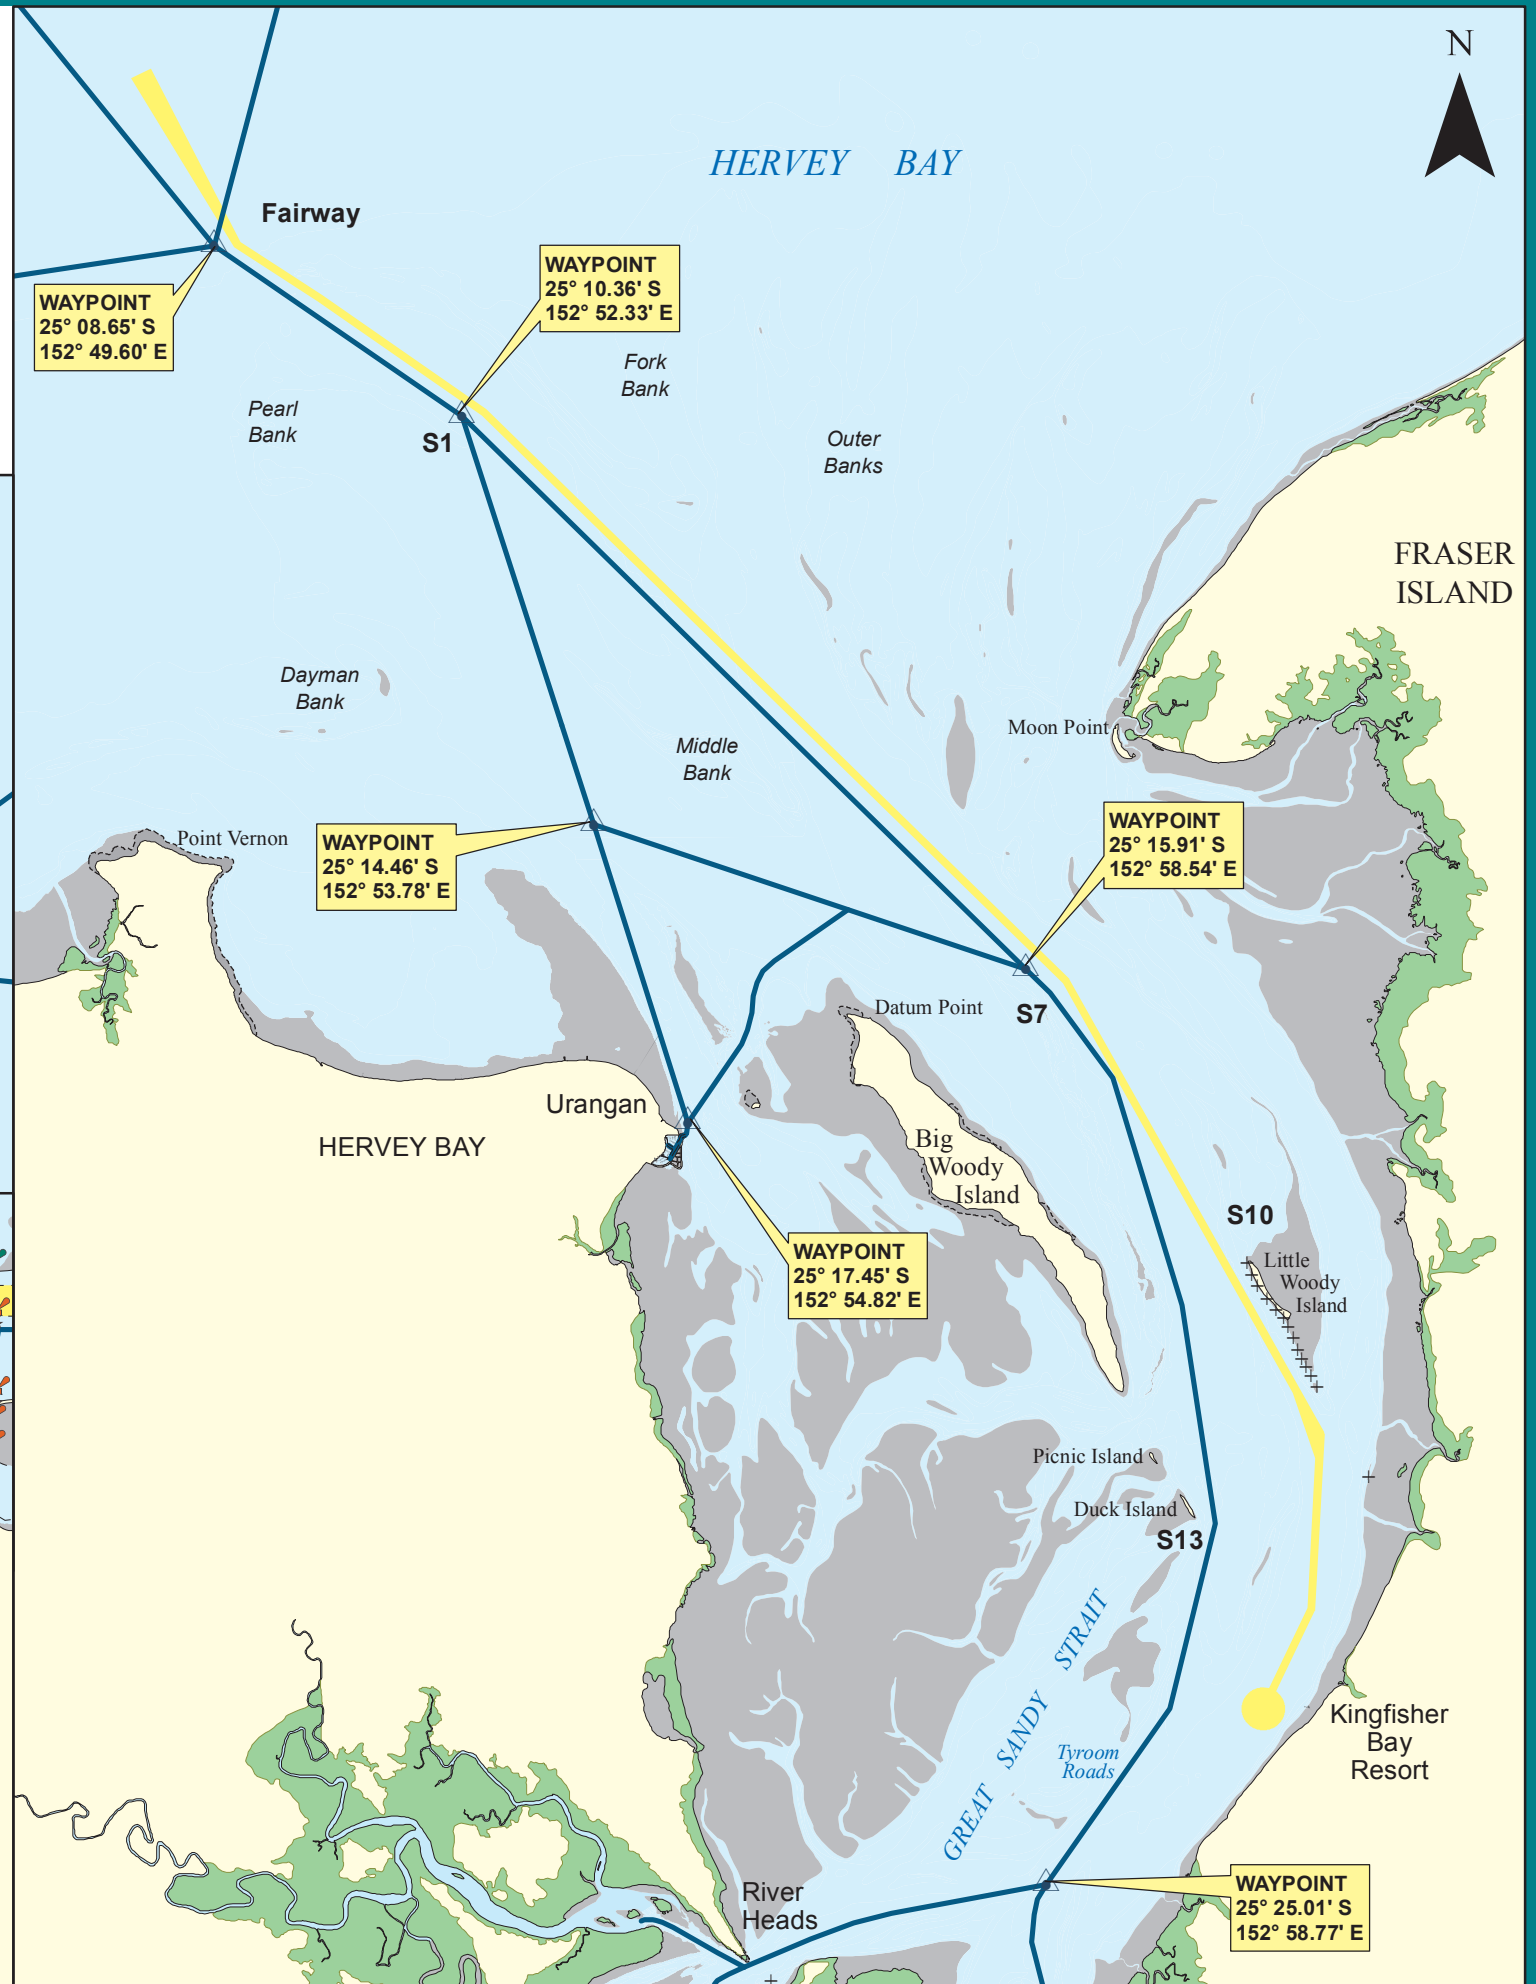 N
HERVEY BAY
Fairway
WAYPOINT
25° 10.36' S
152° 52.33' E
WAYPOINT
25° 08.65' S
152° 49.60' E
Fork
Bank
Pearl
Bank
S1
Outer
Banks
FRASER
ISLAND
Dayman
Bank
Moon Point
Middle
Bank
WAYPOINT
25° 15.91' S
152° 58.54' E
Point Vernon
WAYPOINT
25° 14.46' S
152° 53.78' E
Datum Point
S7
Urangan
HERVEY BAY
Big
Woody
Island
S10
WAYPOINT
25° 17.45' S
152° 54.82' E
Little
Woody
Island
Picnic Island
Duck Island
S13
GREAT SANDY STRAIT
Tyroom
Roads
Kingfisher
Bay
Resort
River
Heads
WAYPOINT
25° 25.01' S
152° 58.77' E